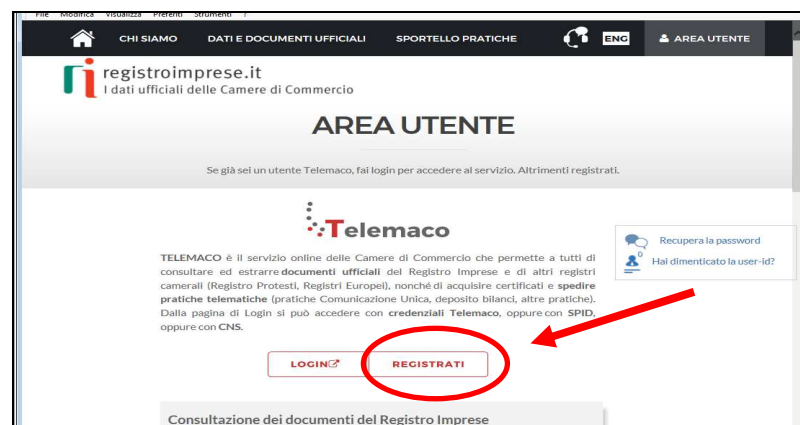 File Modifica Visualizza Preferiti Strumenti ?
CHI SIAMO DATI E DOCUMENTI UFFICIALI SPORTELLO PRATICHE ENG AREA UTENTE
registroimprese.it
I dati ufficiali delle Camere di Commercio
AREA UTENTE
Se già sei un utente Telemaco, fai login per accedere al servizio. Altrimenti registrati.
Telemaco
Recupera la password
Hai dimenticato la user-id?
TELEMACO è il servizio online delle Camere di Commercio che permette a tutti di
consultare ed estrarre documenti ufficiali del Registro Imprese e di altri registri
camerali (Registro Protesti, Registri Europei), nonché di acquisire certificati e spedire
pratiche telematiche (pratiche Comunicazione Unica, deposito bilanci, altre pratiche).
Dalla pagina di Login si può accedere con credenziali Telemaco, oppure con SPID,
oppure con CNS.
LOGIN REGISTRATI
Consultazione dei documenti del Registro Imprese